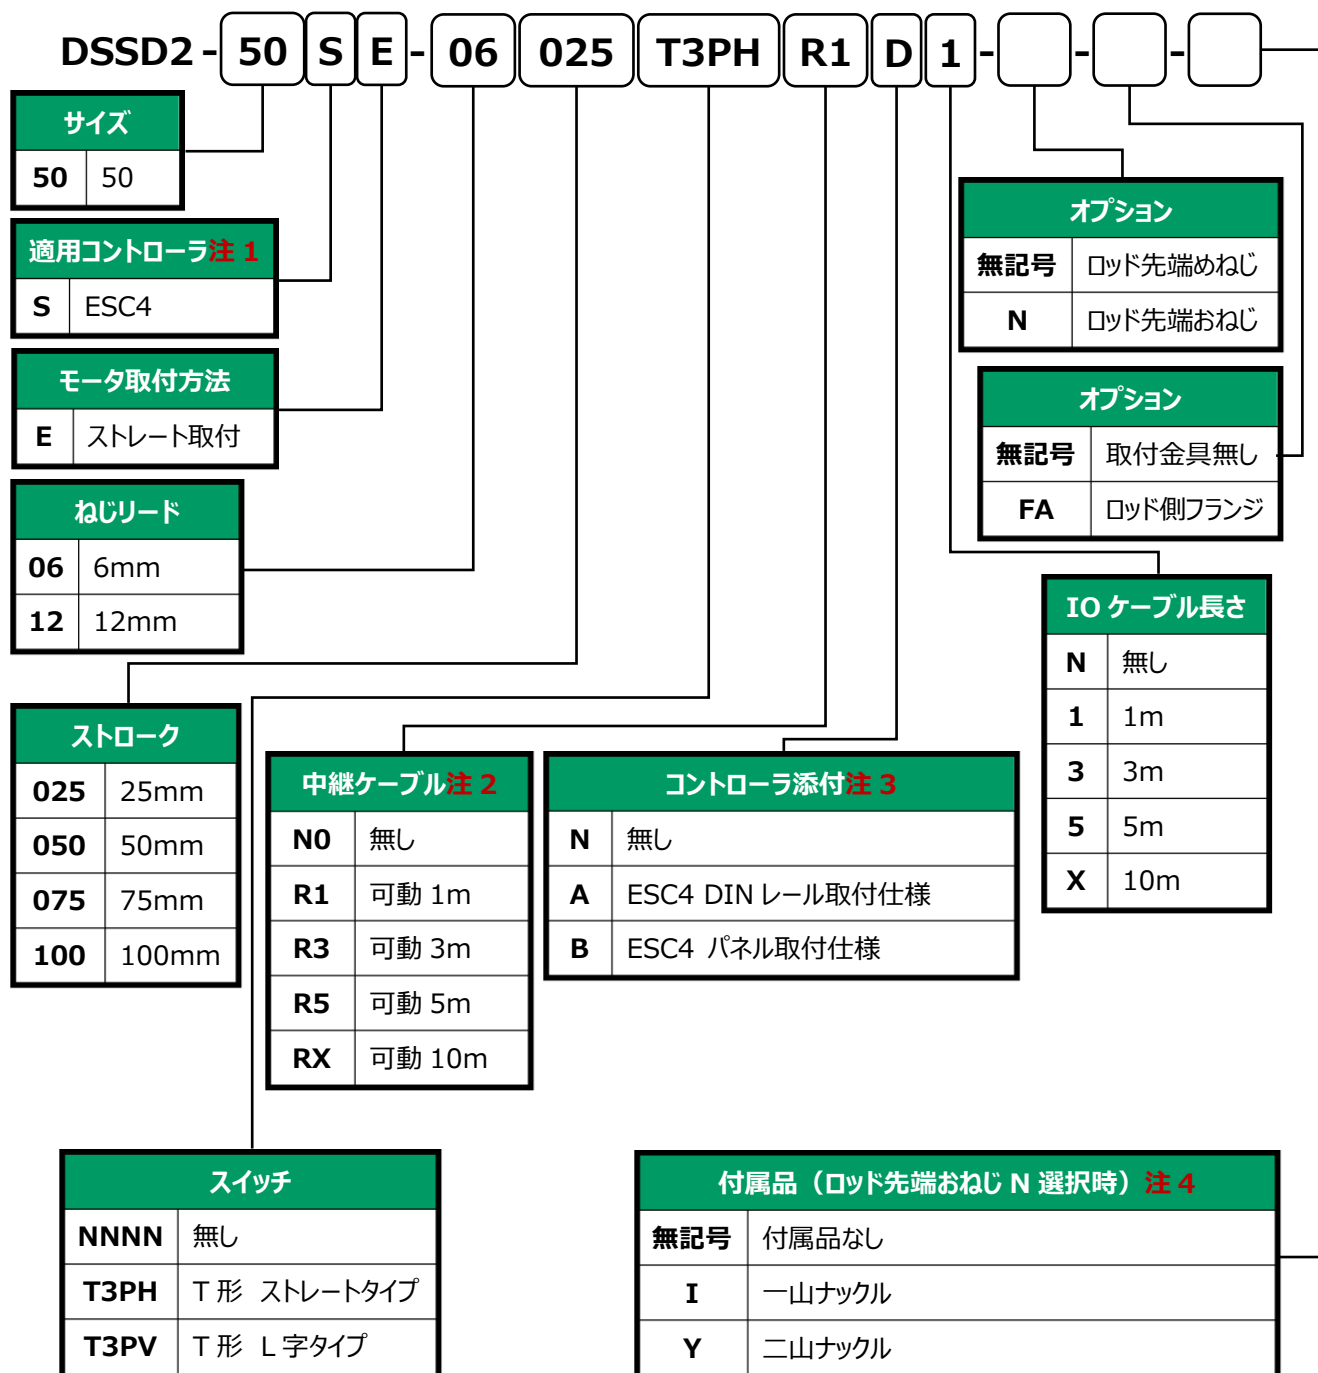 DSSD2 - 50 S E - 06 025 T3PH R1 D 1 - - -
サイズ
50 50
適用コントローラ注 1
S ESC4
モータ取付方法
E ストレート取付
ねじリード
06 6mm
12 12mm
ストローク
025 25mm
050 50mm
075 75mm
100 100mm
中継ケーブル注 2
N0 無し
R1 可動 1m
R3 可動 3m
R5 可動 5m
RX 可動 10m
コントローラ添付注 3
N 無し
A ESC4 DIN レール取付仕様
B ESC4 パネル取付仕様
オプション
無記号 ロッド先端めねじ
N ロッド先端おねじ
オプション
無記号 取付金具無し
FA ロッド側フランジ
IO ケーブル長さ
N 無し
1 1m
3 3m
5 5m
X 10m
スイッチ
NNNN 無し
T3PH T 形 ストレートタイプ
T3PV T 形 L 字タイプ
付属品（ロッド先端おねじ N 選択時）注 4
無記号 付属品なし
I 一山ナックル
Y 二山ナックル